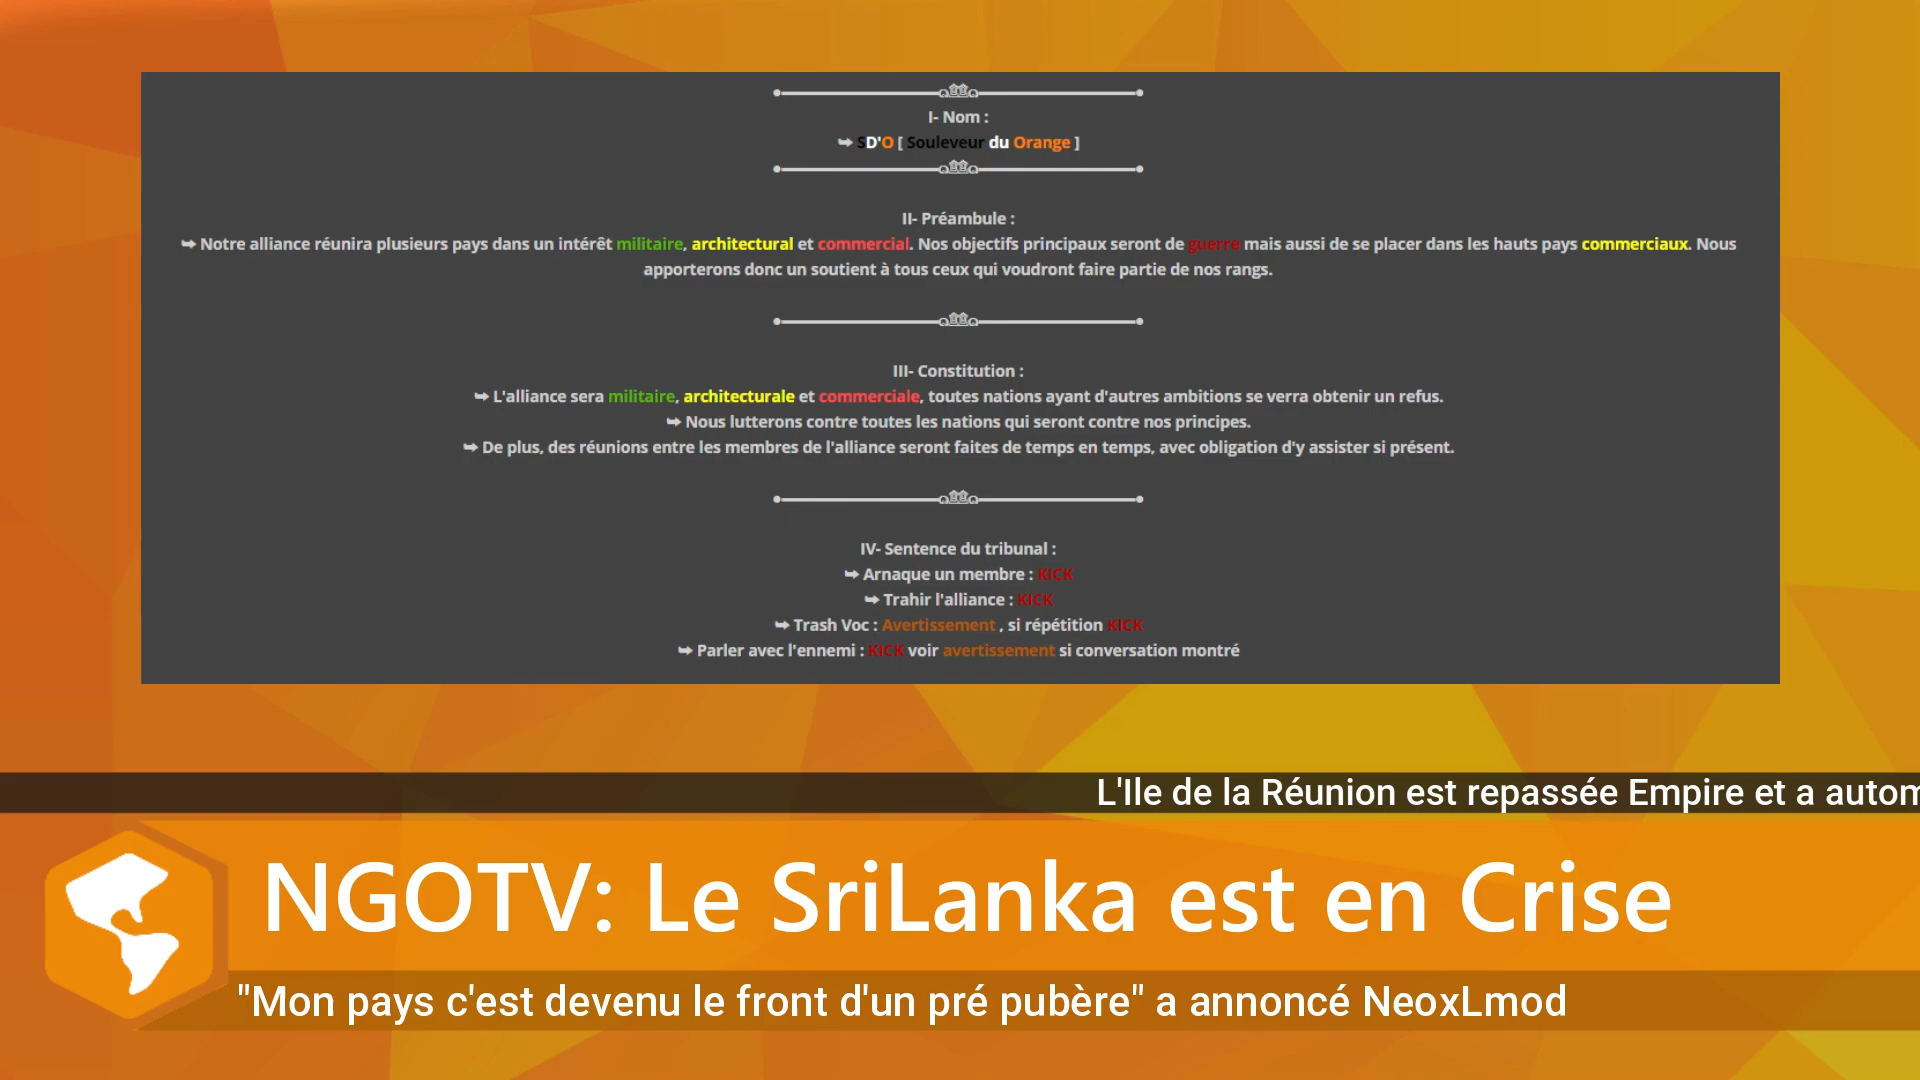 I- Nom :
➥ SD'O [ Souleveur du Orange ]
II- Préambule :
➥ Notre alliance réunira plusieurs pays dans un intérêt militaire, architectural et commercial. Nos objectifs principaux seront de guerre mais aussi de se placer dans les hauts pays commerciaux. Nous
apporterons donc un soutient à tous ceux qui voudront faire partie de nos rangs.
III- Constitution :
➥ L'alliance sera militaire, architecturale et commerciale, toutes nations ayant d'autres ambitions se verra obtenir un refus.
➥ Nous lutterons contre toutes les nations qui seront contre nos principes.
➥ De plus, des réunions entre les membres de l'alliance seront faites de temps en temps, avec obligation d'y assister si présent.
IV- Sentence du tribunal :
➥ Arnaque un membre : KICK
➥ Trahir l'alliance : KICK
➥ Trash Voc : Avertissement , si répétition KICK
➥ Parler avec l'ennemi : KICK voir avertissement si conversation montré
L'Ile de la Réunion est repassée Empire et a autom
NGOTV: Le SriLanka est en Crise
"Mon pays c'est devenu le front d'un pré pubère" a annoncé NeoxLmod